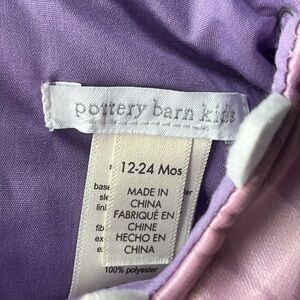 pottery barn kids
12-24 Mos
MADE IN
CHINA
FABRIQUÉ EN
CHINE
HECHO EN
CHINA
100% polyester